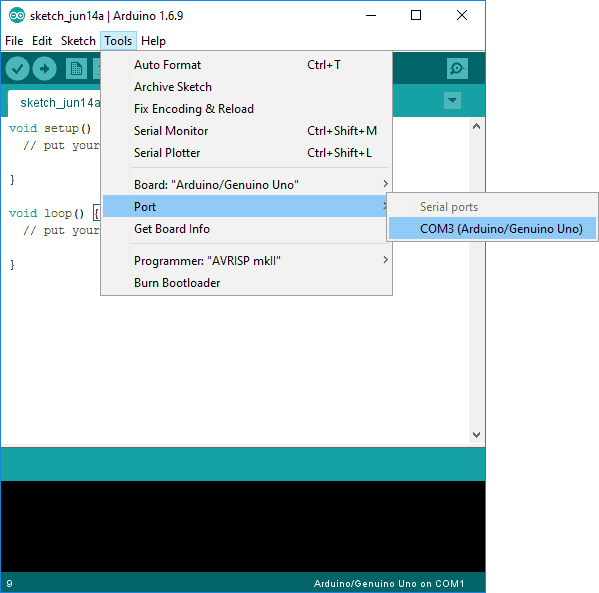 sketch_jun14a | Arduino 1.6.9
File Edit Sketch Tools Help
sketch_jun14a
void setup()
// put your
}
void loop() {
// put your
}
Auto Format Ctrl+T
Archive Sketch
Fix Encoding & Reload
Serial Monitor Ctrl+Shift+M
Serial Plotter Ctrl+Shift+L
Board: "Arduino/Genuino Uno"
Port
Get Board Info
Programmer: "AVRISP mkII"
Burn Bootloader
Serial ports
COM3 (Arduino/Genuino Uno)
9 Arduino/Genuino Uno on COM1